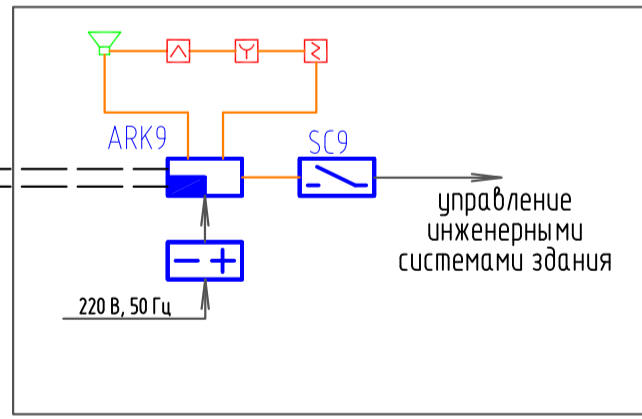 ARK9
SC9
управление
инженерными
системами здания
220 В, 50 Гц